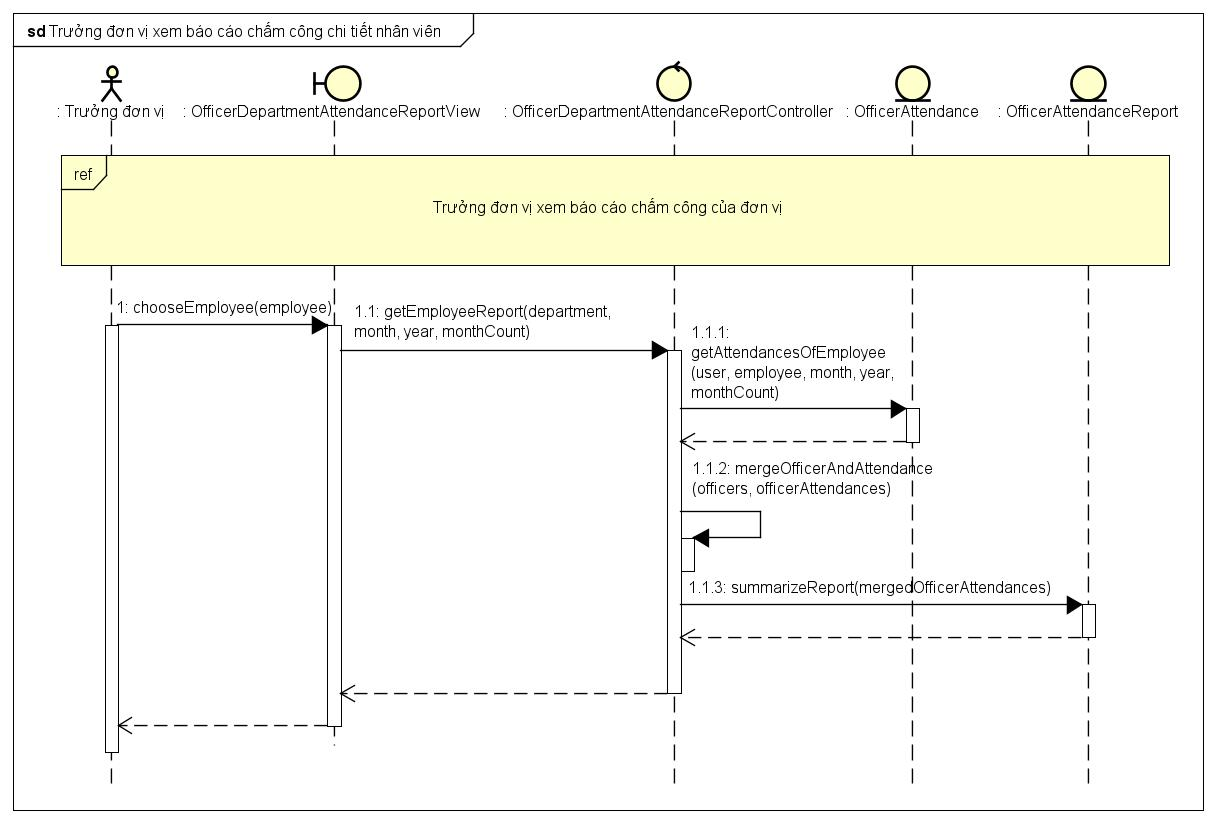 sd Trưởng đơn vị xem báo cáo chấm công chi tiết nhân viên
: Trưởng đơn vị
: OfficerDepartmentAttendanceReportView
: OfficerDepartmentAttendanceReportController
: OfficerAttendance
: OfficerAttendanceReport
ref
Trưởng đơn vị xem báo cáo chấm công của đơn vị
1: chooseEmployee(employee)
1.1: getEmployeeReport(department,
month, year, monthCount)
1.1.1:
getAttendancesOfEmployee
(user, employee, month, year,
monthCount)
1.1.2: mergeOfficerAndAttendance
(officers, officerAttendances)
1.1.3: summarizeReport(mergedOfficerAttendances)